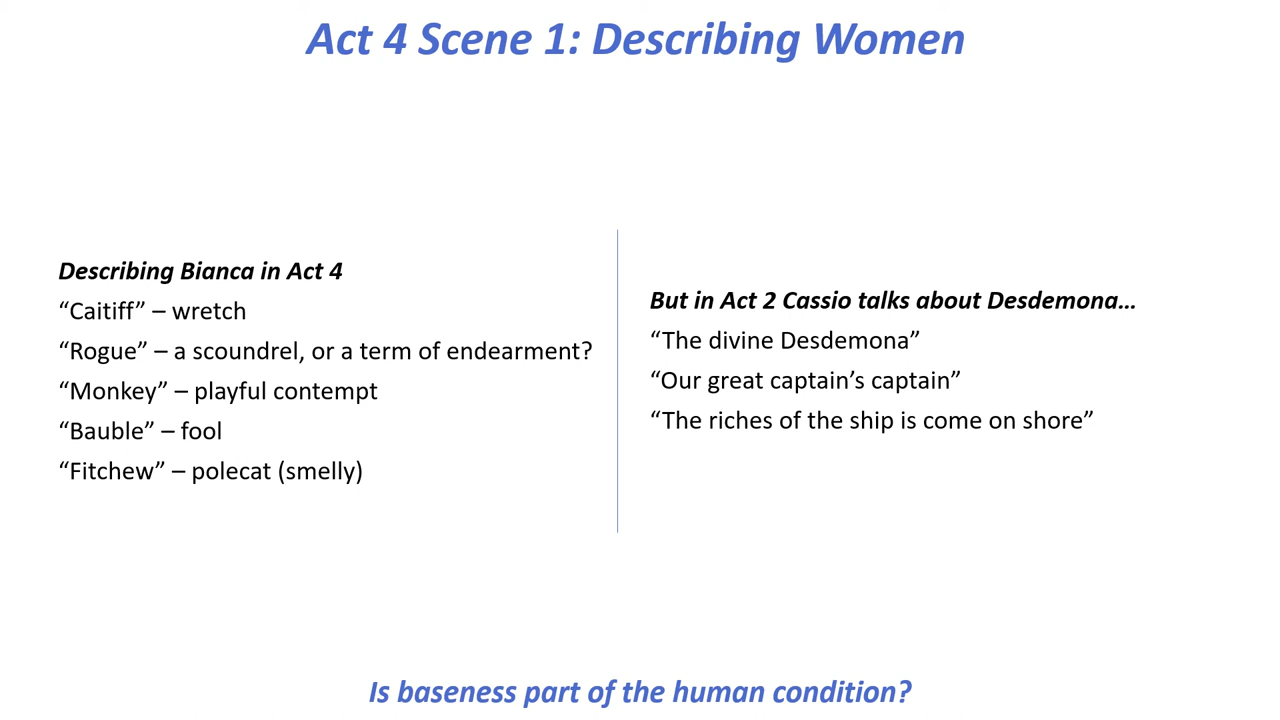 Act 4 Scene 1: Describing Women
Describing Bianca in Act 4
“Caitiff” – wretch
“Rogue” – a scoundrel, or a term of endearment?
“Monkey” – playful contempt
“Bauble” – fool
“Fitchew” – polecat (smelly)
But in Act 2 Cassio talks about Desdemona…
“The divine Desdemona”
“Our great captain’s captain”
“The riches of the ship is come on shore”
Is baseness part of the human condition?